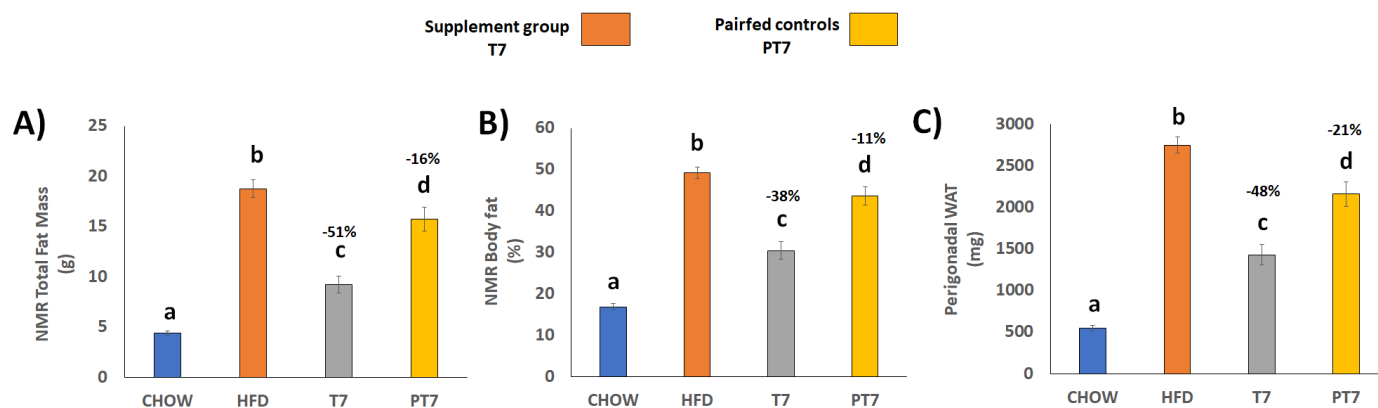 Supplement group
T7
Pairfed controls
PT7
A)
NMR Total Fat Mass
(g)
25
20
15
10
5
0
a
b
-51%
c
-16%
d
CHOW HFD T7 PT7
B)
NMR Body fat
(%)
60
50
40
30
20
10
0
a
b
-38%
c
-11%
d
CHOW HFD T7 PT7
C)
Perigonadal WAT
(mg)
3000
2500
2000
1500
1000
500
0
a
b
-48%
c
-21%
d
CHOW HFD T7 PT7